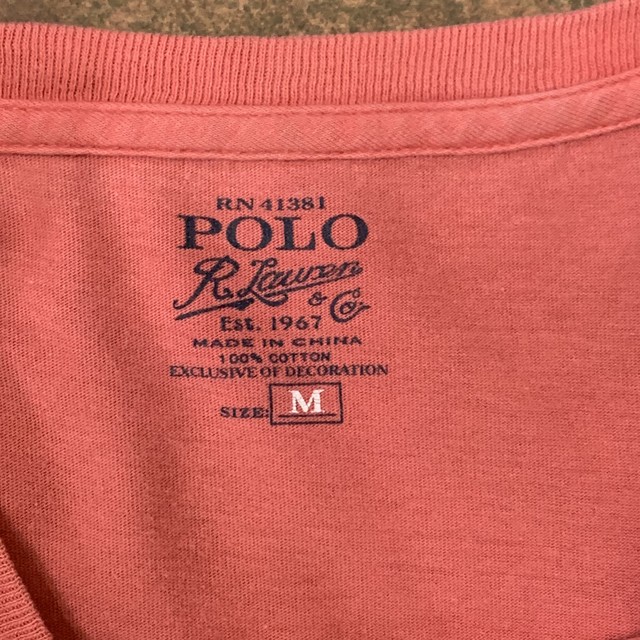 RN 41381
POLO
R. Lauren
& Co.
EST. 1967
MADE IN CHINA
100% COTTON
EXCLUSIVE OF DECORATION
SIZE: M